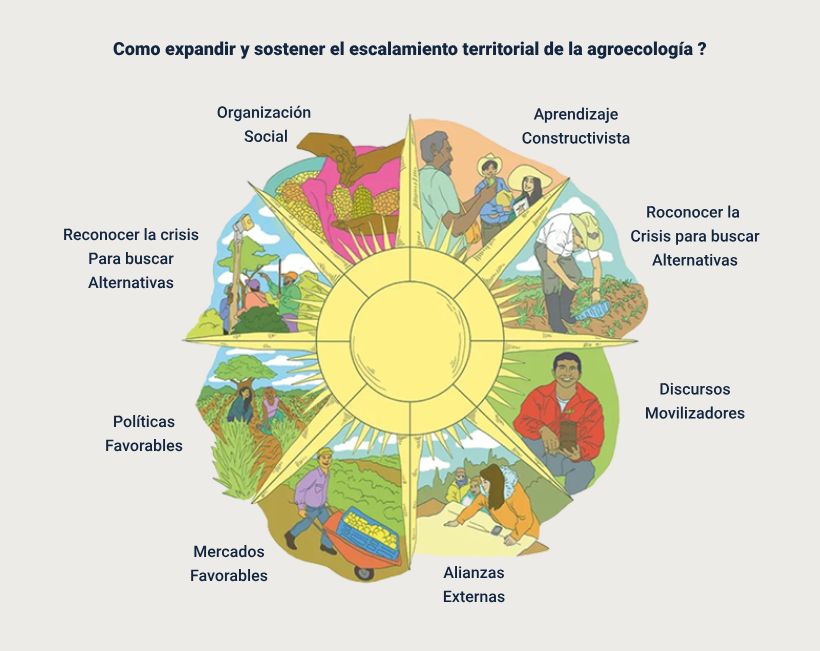 Como expandir y sostener el escalamiento territorial de la agroecología ?
Organización
Social
Aprendizaje
Constructivista
Reconocer la crisis
Para buscar
Alternativas
Roconocer la
Crisis para buscar
Alternativas
Políticas
Favorables
Discursos
Movilizadores
Mercados
Favorables
Alianzas
Externas